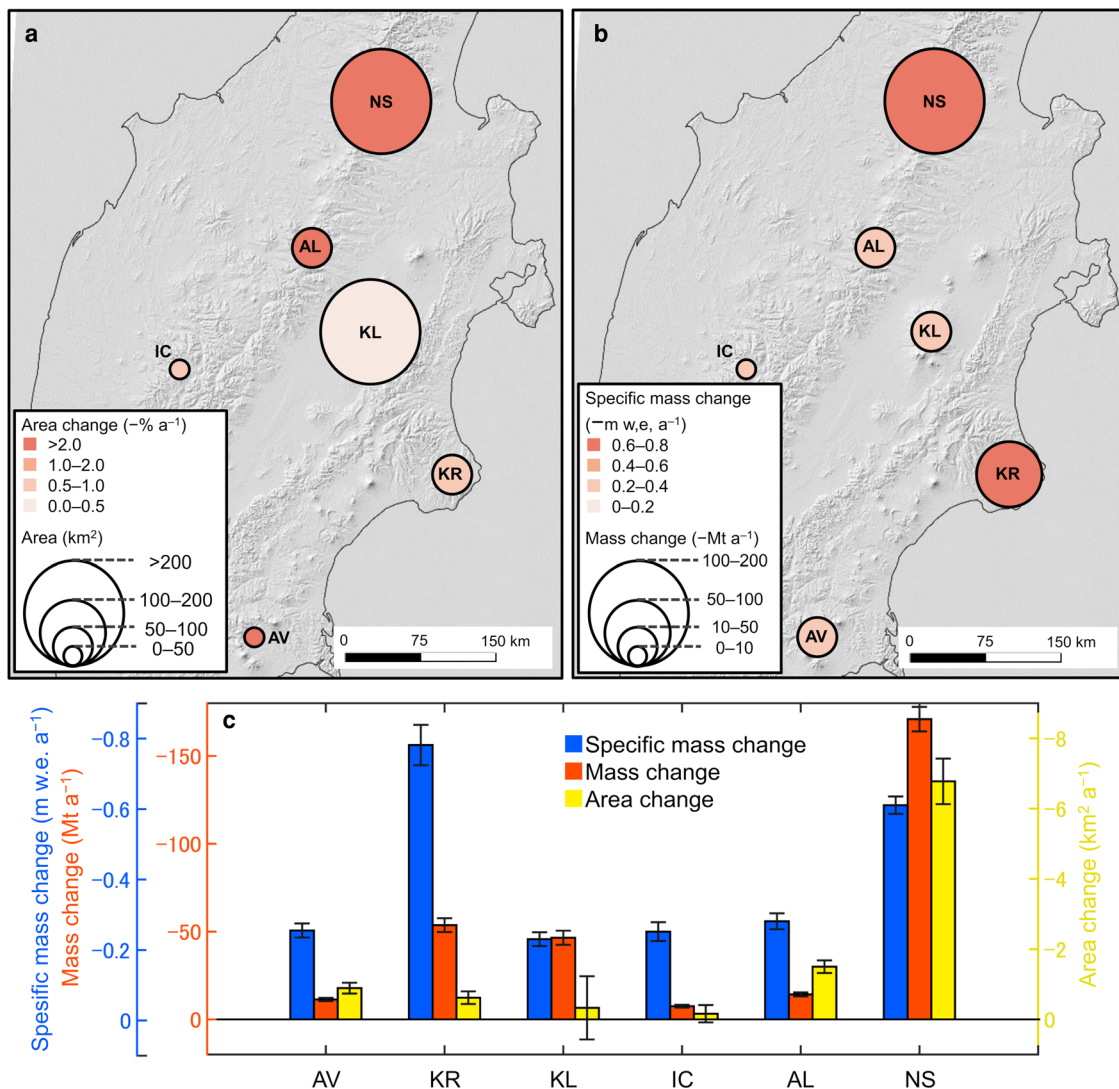 a
NS
AL
KL
IC
KR
AV
Area change (−% a⁻¹)
>2.0
1.0–2.0
0.5–1.0
0.0–0.5
Area (km²)
>200
100–200
50–100
0–50
0 75 150 km
b
NS
AL
KL
IC
KR
AV
Specific mass change
(−m w,e, a⁻¹)
0.6–0.8
0.4–0.6
0.2–0.4
0–0.2
Mass change (−Mt a⁻¹)
100–200
50–100
10–50
0–10
0 75 150 km
c
Spesific mass change (m w.e. a⁻¹)
−0.8
−0.6
−0.4
−0.2
0
Mass change (Mt a⁻¹)
−150
−100
−50
0
Specific mass change
Mass change
Area change
−8
−6
−4
−2
0
Area change (km² a⁻¹)
AV KR KL IC AL NS